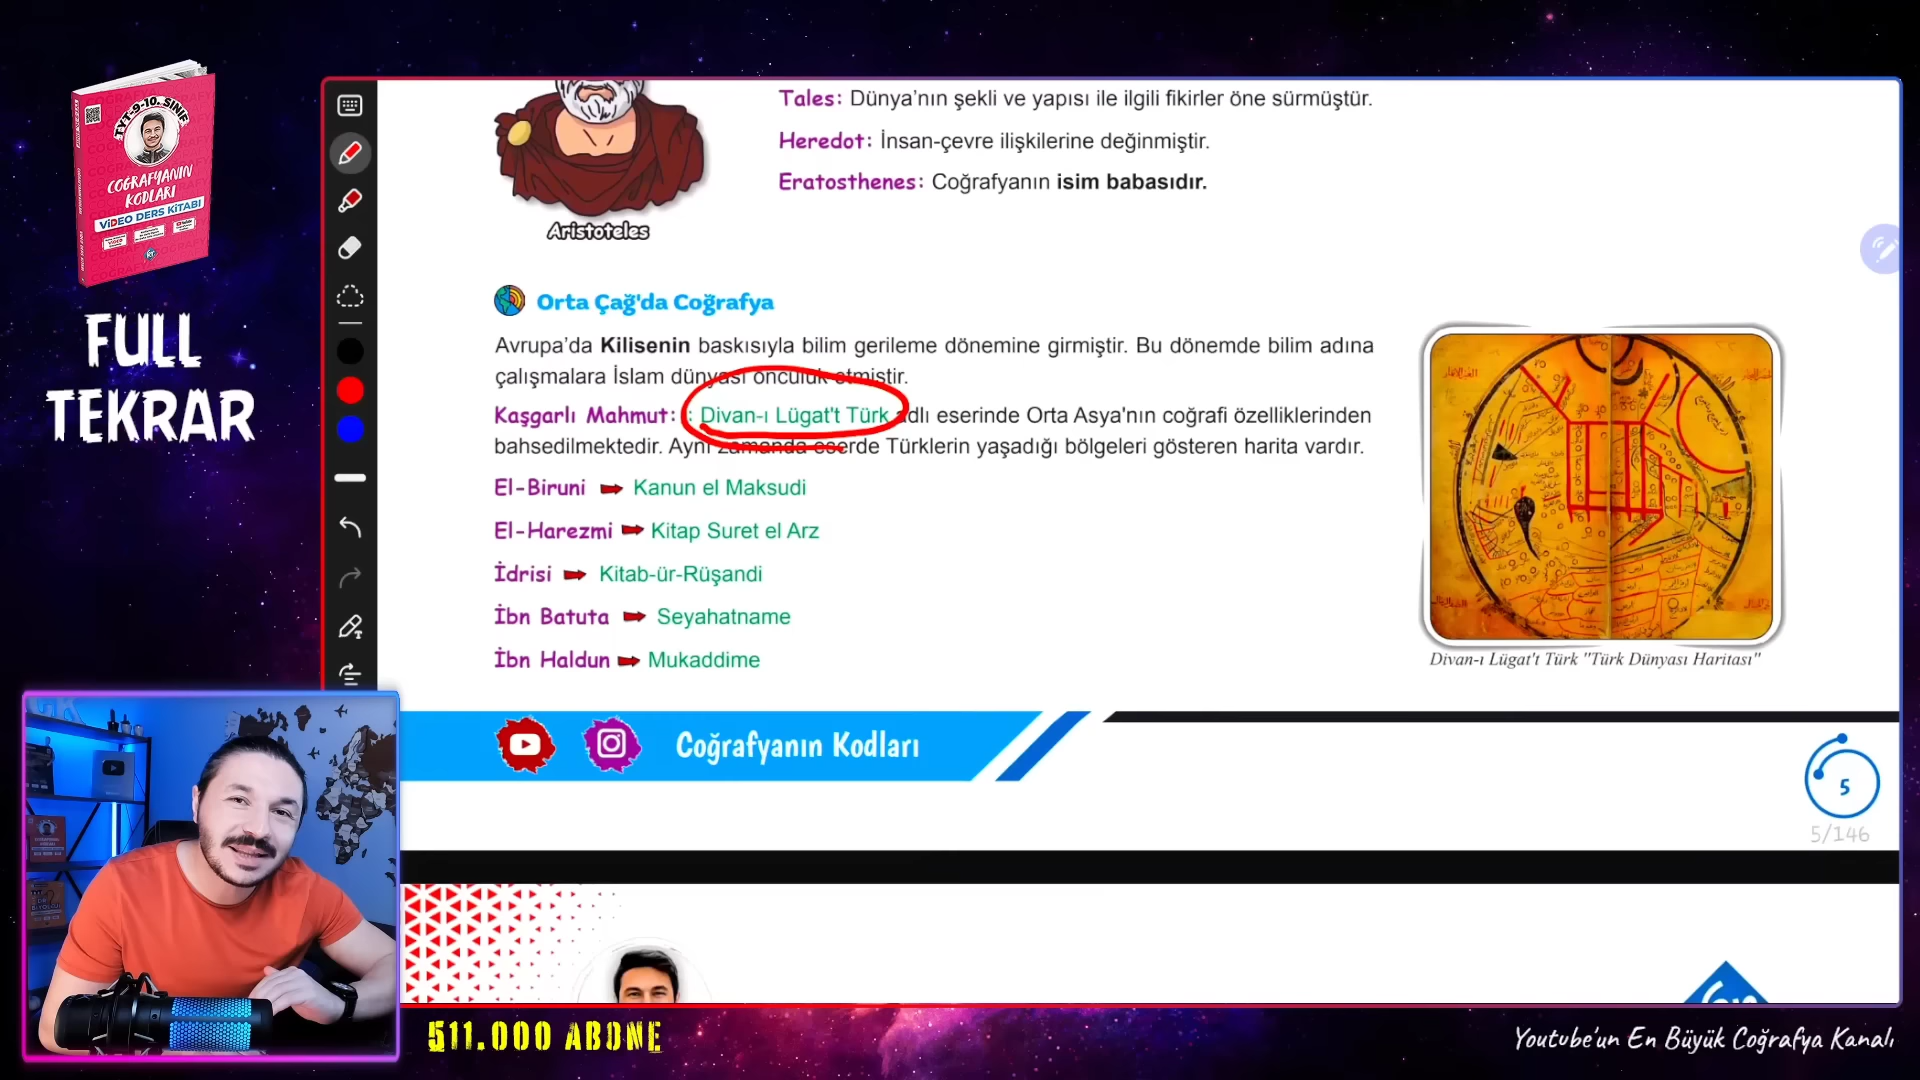 TYT-9-10. SINIF
COĞRAFYANIN
KODLARI
VİDEO DERS KİTABI
FULL
TEKRAR
Tales: Dünya'nın şekli ve yapısı ile ilgili fikirler öne sürmüştür.
Heredot: İnsan-çevre ilişkilerine değinmiştir.
Eratosthenes: Coğrafyanın isim babasıdır.
Aristoteles
Orta Çağ'da Coğrafya
Avrupa'da Kilisenin baskısıyla bilim gerileme dönemine girmiştir. Bu dönemde bilim adına
çalışmalara İslam dünyası öncülük etmiştir.
Kaşgarlı Mahmut: : Divan-ı Lügat't Türk adlı eserinde Orta Asya'nın coğrafi özelliklerinden
bahsedilmektedir. Aynı zamanda eserde Türklerin yaşadığı bölgeleri gösteren harita vardır.
El-Biruni Kanun el Maksudi
El-Harezmi Kitap Suret el Arz
İdrisi Kitab-ür-Rüşandi
İbn Batuta Seyahatname
İbn Haldun Mukaddime
Divan-ı Lügat't Türk "Türk Dünyası Haritası"
Coğrafyanın Kodları
5
5/146
511.000 ABONE
Youtube'un En Büyük Coğrafya Kanalı